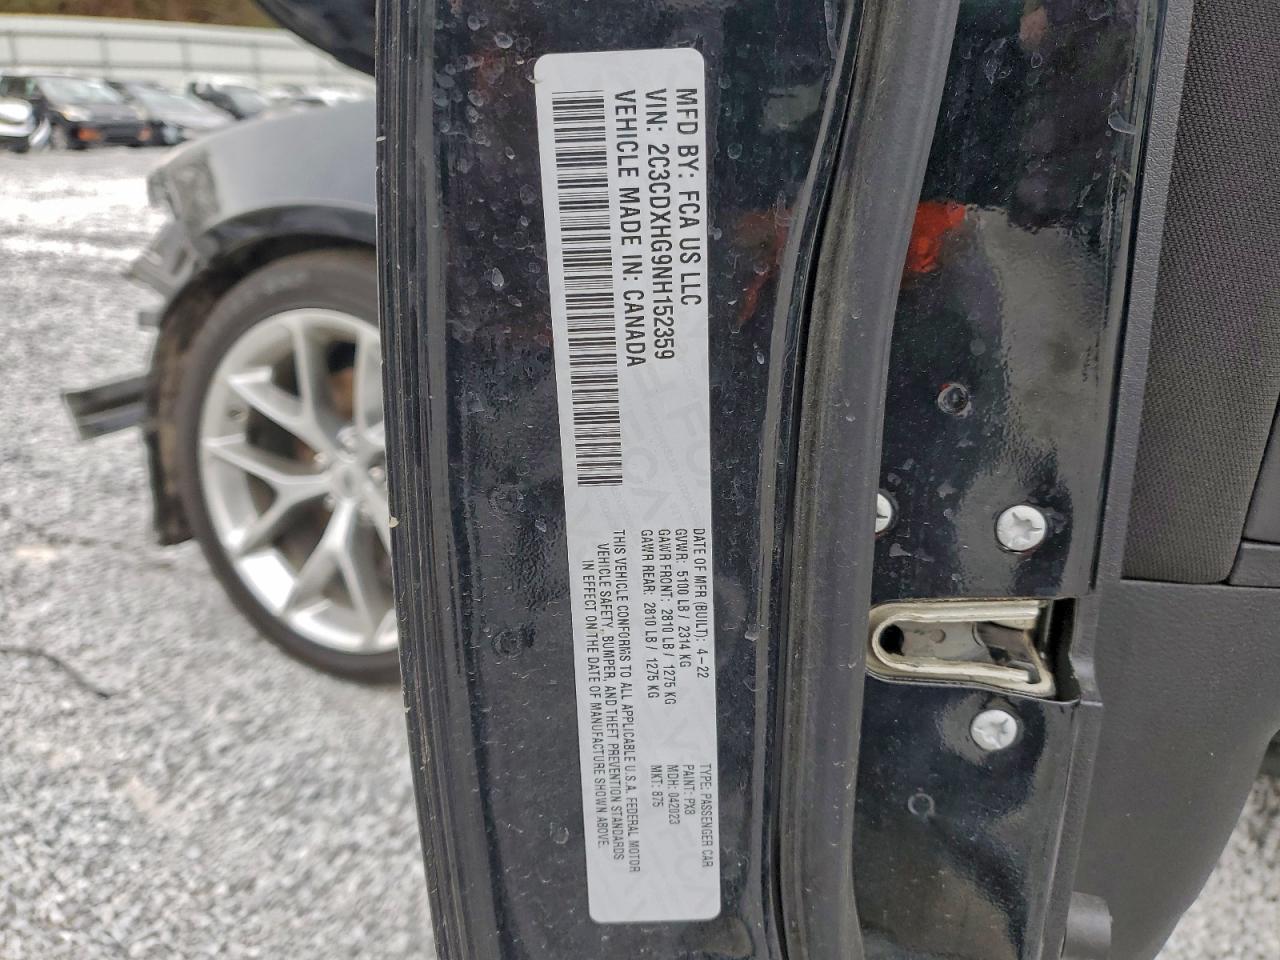 MFD BY: FCA US LLC
VIN: 2C3CDXHG9NH152359
VEHICLE MADE IN: CANADA
DATE OF MFR (BUILT): 4-22
GVWR: 5100 LB / 2314 KG
GAWR FRONT: 2810 LB / 1275 KG
GAWR REAR: 2810 LB / 1275 KG
THIS VEHICLE CONFORMS TO ALL APPLICABLE U.S.A. FEDERAL MOTOR
VEHICLE SAFETY, BUMPER, AND THEFT PREVENTION STANDARDS
IN EFFECT ON THE DATE OF MANUFACTURE SHOWN ABOVE.
TYPE: PASSENGER CAR
PAINT: PX8
MDH: 042023
MKT: 875